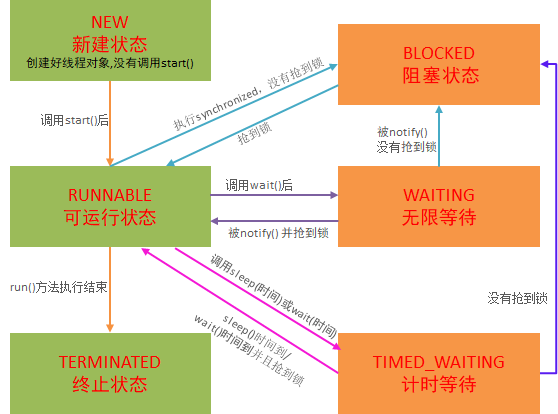 NEW
新建状态
创建好线程对象,没有调用start()
BLOCKED
阻塞状态
执行synchronized，没有抢到锁
抢到锁
调用start()后
被notify()
没有抢到锁
RUNNABLE
可运行状态
调用wait()后
被notify()并抢到锁
WAITING
无限等待
调用sleep(时间)或wait(时间)
sleep()时间到/
wait()时间到并且抢到锁
run()方法执行结束
没有抢到锁
TERMINATED
终止状态
TIMED_WAITING
计时等待